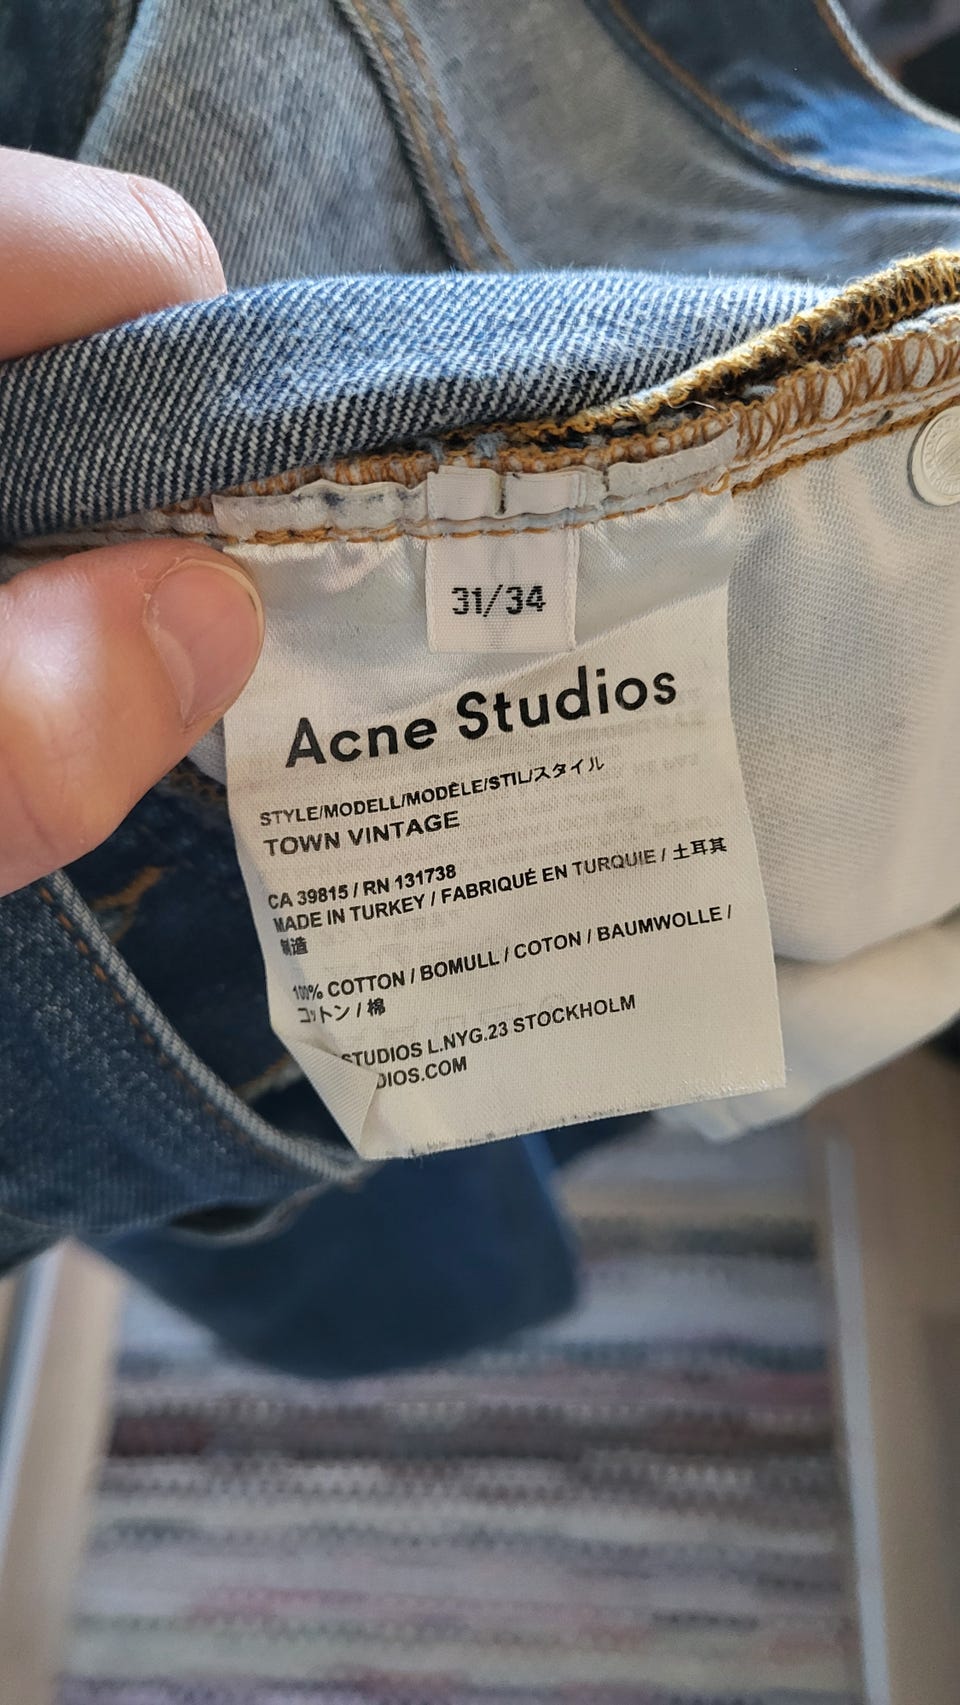 31/34
Acne Studios
STYLE/MODELL/MODÈLE/STIL/スタイル
TOWN VINTAGE
CA 39815 / RN 131738
MADE IN TURKEY / FABRIQUÉ EN TURQUIE / 土耳其
制造
100% COTTON / BOMULL / COTON / BAUMWOLLE /
コットン / 棉
STUDIOS L.NYG.23 STOCKHOLM
DIOS.COM